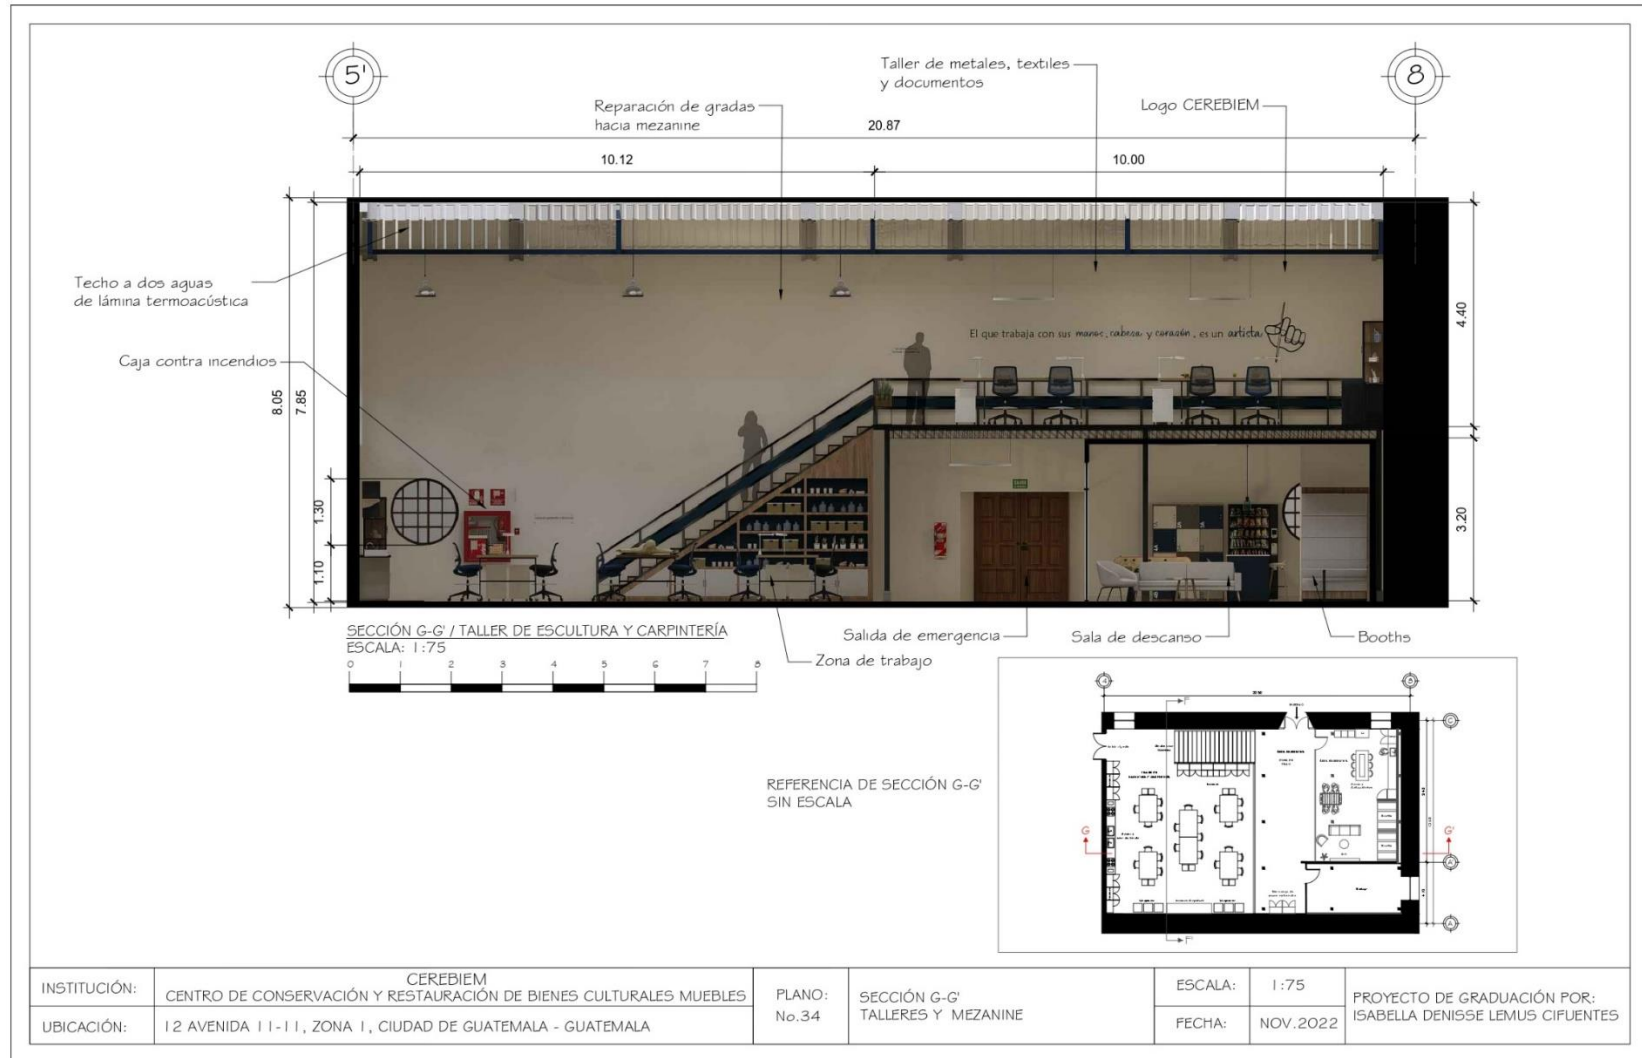 5'
8
Taller de metales, textiles
y documentos
Reparación de gradas
hacia mezanine
Logo CEREBIEM
20.87
10.12
10.00
Techo a dos aguas
de lámina termoacústica
Caja contra incendios
8.05
7.85
1.30
1.10
4.40
3.20
El que trabaja con sus manos, cabeza y corazón, es un artista
SECCIÓN G-G' / TALLER DE ESCULTURA Y CARPINTERÍA
ESCALA: 1:75
0 1 2 3 4 5 6 7 8
Salida de emergencia
Zona de trabajo
Sala de descanso
Booths
REFERENCIA DE SECCIÓN G-G'
SIN ESCALA
F
G
G'
F'
INSTITUCIÓN:
CEREBIEM
CENTRO DE CONSERVACIÓN Y RESTAURACIÓN DE BIENES CULTURALES MUEBLES
UBICACIÓN:
12 AVENIDA 11-11, ZONA 1, CIUDAD DE GUATEMALA - GUATEMALA
PLANO:
No.34
SECCIÓN G-G'
TALLERES Y MEZANINE
ESCALA:
1:75
FECHA:
NOV.2022
PROYECTO DE GRADUACIÓN POR:
ISABELLA DENISSE LEMUS CIFUENTES